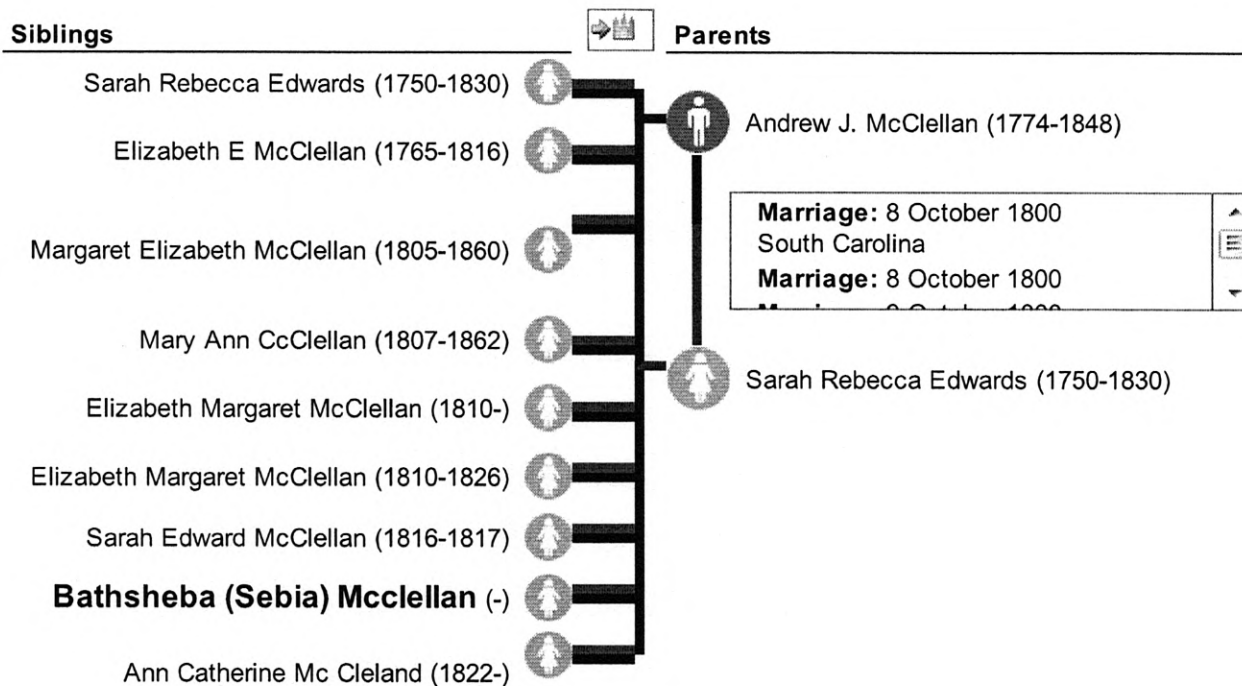 Siblings
Sarah Rebecca Edwards (1750-1830)
Elizabeth E McClellan (1765-1816)
Margaret Elizabeth McClellan (1805-1860)
Mary Ann CcClellan (1807-1862)
Elizabeth Margaret McClellan (1810-)
Elizabeth Margaret McClellan (1810-1826)
Sarah Edward McClellan (1816-1817)
Bathsheba (Sebia) Mcclellan (-)
Ann Catherine Mc Cleland (1822-)
Parents
Andrew J. McClellan (1774-1848)
Marriage: 8 October 1800
South Carolina
Marriage: 8 October 1800
Sarah Rebecca Edwards (1750-1830)